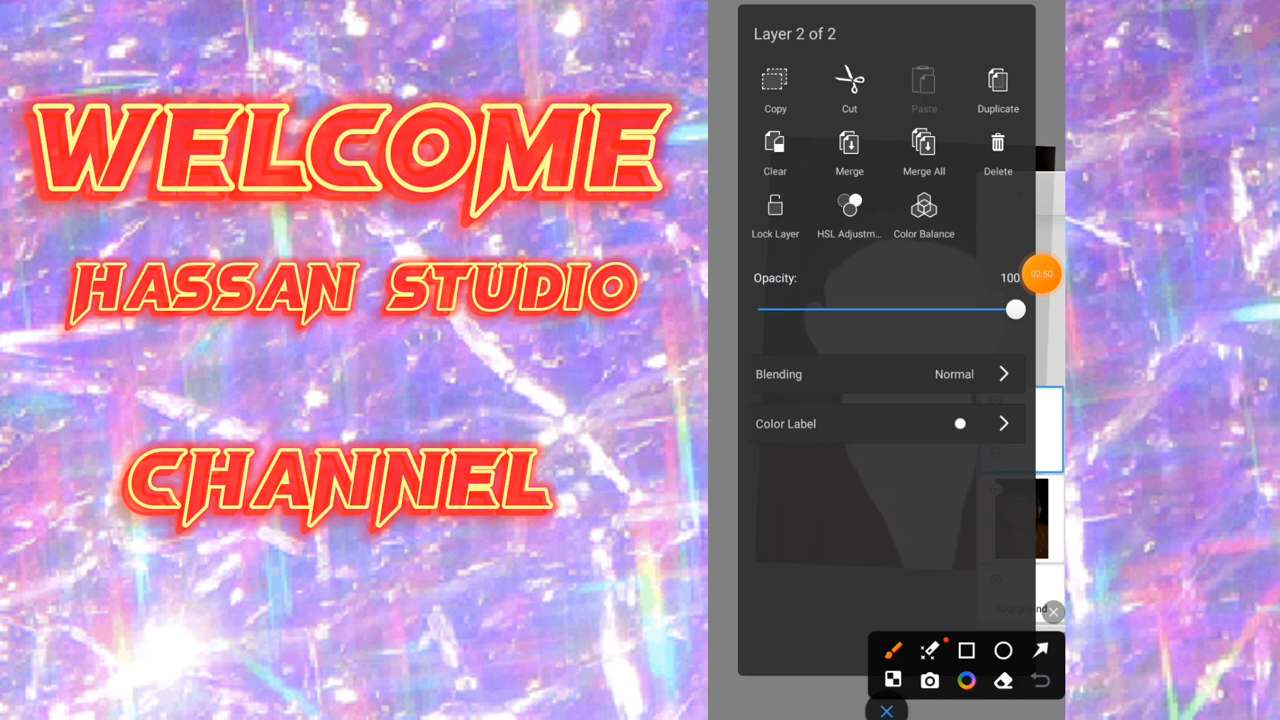 WELCOME
HASSAN STUDIO
CHANNEL
Layer 2 of 2
Copy Cut Paste Duplicate
Clear Merge Merge All Delete
Lock Layer HSL Adjustm... Color Balance
Opacity: 100
02:50
Blending Normal
Color Label
Background